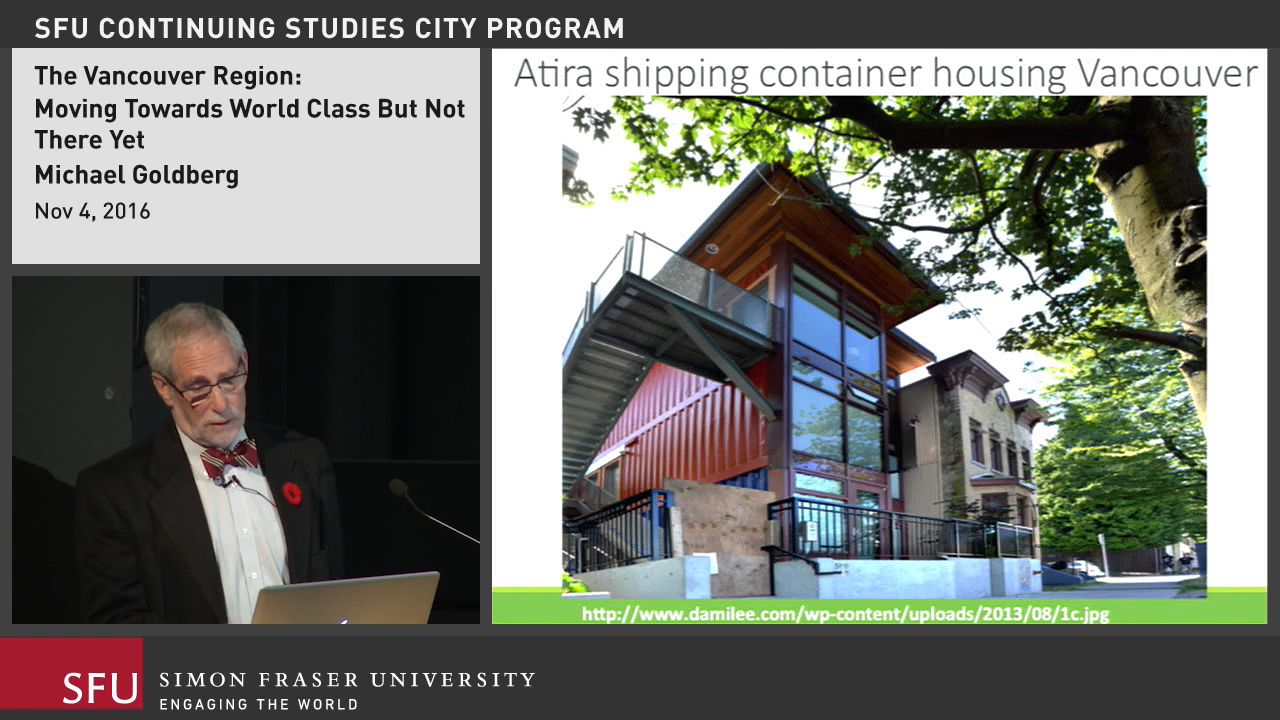 SFU CONTINUING STUDIES CITY PROGRAM
The Vancouver Region:
Moving Towards World Class But Not
There Yet
Michael Goldberg
Nov 4, 2016
Atira shipping container housing Vancouver
http://www.damilee.com/wp-content/uploads/2013/08/1c.jpg
SFU
SIMON FRASER UNIVERSITY
ENGAGING THE WORLD